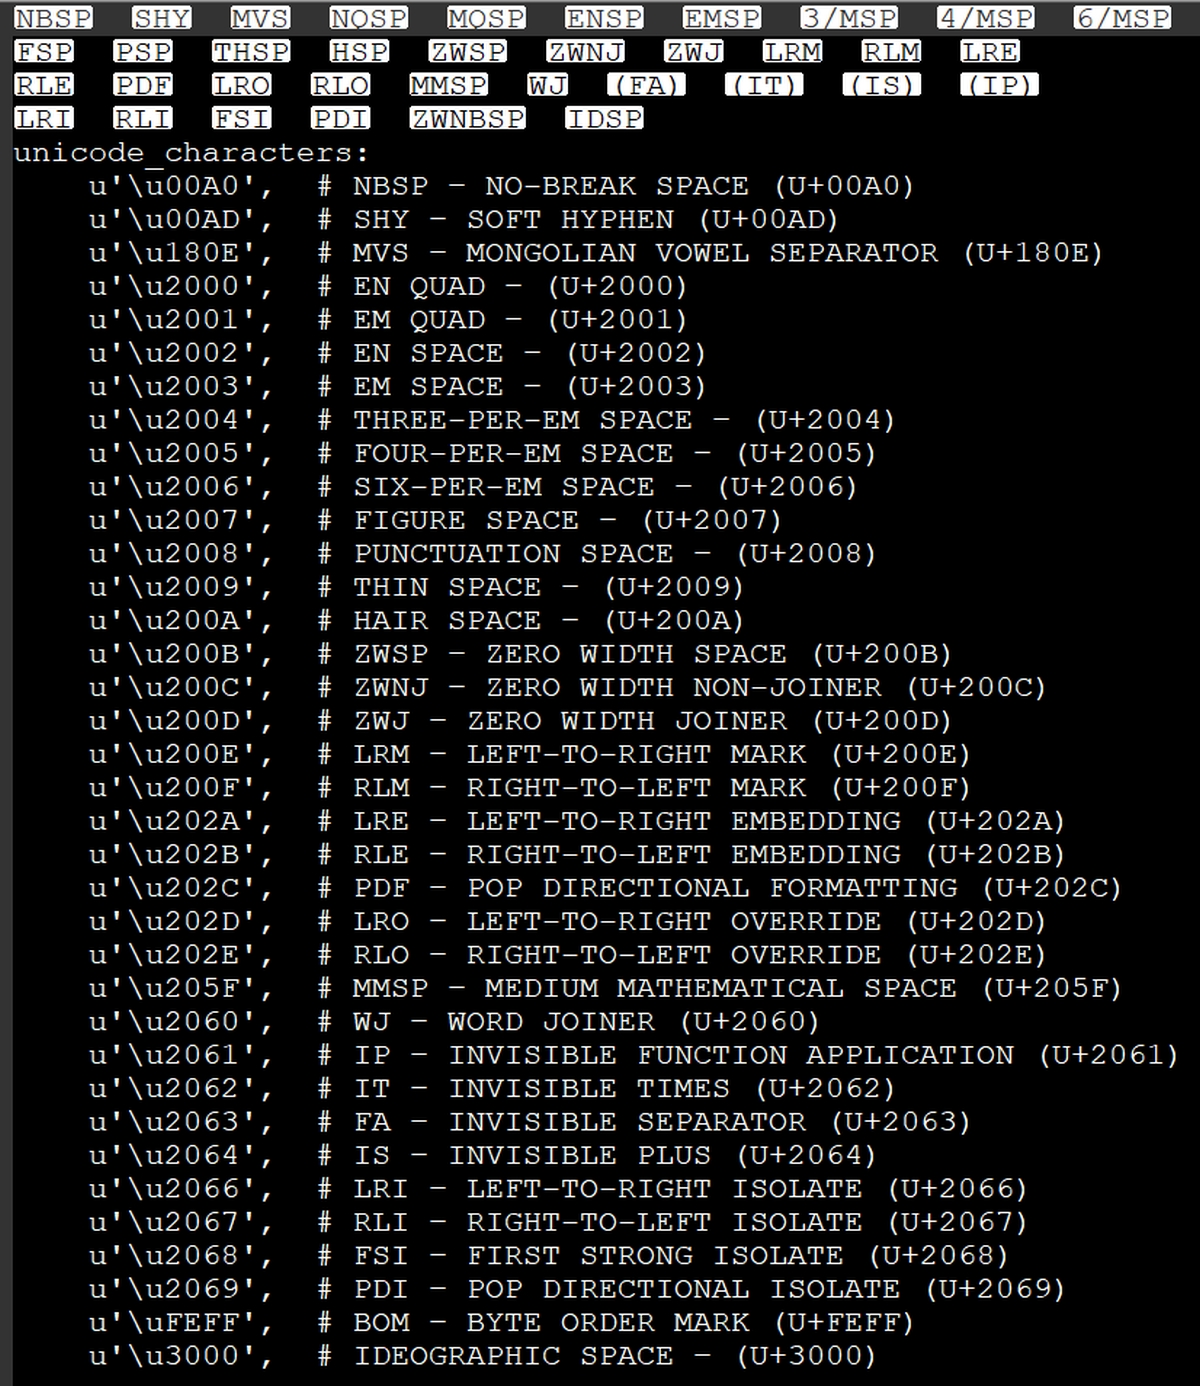 NBSP SHY MVS NQSP MQSP ENSP EMSP 3/MSP 4/MSP 6/MSP
FSP PSP THSP HSP ZWSP ZWNJ ZWJ LRM RLM LRE
RLE PDF LRO RLO MMSP WJ (FA) (IT) (IS) (IP)
LRI RLI FSI PDI ZWNBSP IDSP
unicode_characters:
u'\u00A0', # NBSP – NO-BREAK SPACE (U+00A0)
u'\u00AD', # SHY – SOFT HYPHEN (U+00AD)
u'\u180E', # MVS – MONGOLIAN VOWEL SEPARATOR (U+180E)
u'\u2000', # EN QUAD – (U+2000)
u'\u2001', # EM QUAD – (U+2001)
u'\u2002', # EN SPACE – (U+2002)
u'\u2003', # EM SPACE – (U+2003)
u'\u2004', # THREE-PER-EM SPACE – (U+2004)
u'\u2005', # FOUR-PER-EM SPACE – (U+2005)
u'\u2006', # SIX-PER-EM SPACE – (U+2006)
u'\u2007', # FIGURE SPACE – (U+2007)
u'\u2008', # PUNCTUATION SPACE – (U+2008)
u'\u2009', # THIN SPACE – (U+2009)
u'\u200A', # HAIR SPACE – (U+200A)
u'\u200B', # ZWSP – ZERO WIDTH SPACE (U+200B)
u'\u200C', # ZWNJ – ZERO WIDTH NON-JOINER (U+200C)
u'\u200D', # ZWJ – ZERO WIDTH JOINER (U+200D)
u'\u200E', # LRM – LEFT-TO-RIGHT MARK (U+200E)
u'\u200F', # RLM – RIGHT-TO-LEFT MARK (U+200F)
u'\u202A', # LRE – LEFT-TO-RIGHT EMBEDDING (U+202A)
u'\u202B', # RLE – RIGHT-TO-LEFT EMBEDDING (U+202B)
u'\u202C', # PDF – POP DIRECTIONAL FORMATTING (U+202C)
u'\u202D', # LRO – LEFT-TO-RIGHT OVERRIDE (U+202D)
u'\u202E', # RLO – RIGHT-TO-LEFT OVERRIDE (U+202E)
u'\u205F', # MMSP – MEDIUM MATHEMATICAL SPACE (U+205F)
u'\u2060', # WJ – WORD JOINER (U+2060)
u'\u2061', # IP – INVISIBLE FUNCTION APPLICATION (U+2061)
u'\u2062', # IT – INVISIBLE TIMES (U+2062)
u'\u2063', # FA – INVISIBLE SEPARATOR (U+2063)
u'\u2064', # IS – INVISIBLE PLUS (U+2064)
u'\u2066', # LRI – LEFT-TO-RIGHT ISOLATE (U+2066)
u'\u2067', # RLI – RIGHT-TO-LEFT ISOLATE (U+2067)
u'\u2068', # FSI – FIRST STRONG ISOLATE (U+2068)
u'\u2069', # PDI – POP DIRECTIONAL ISOLATE (U+2069)
u'\uFEFF', # BOM – BYTE ORDER MARK (U+FEFF)
u'\u3000', # IDEOGRAPHIC SPACE – (U+3000)